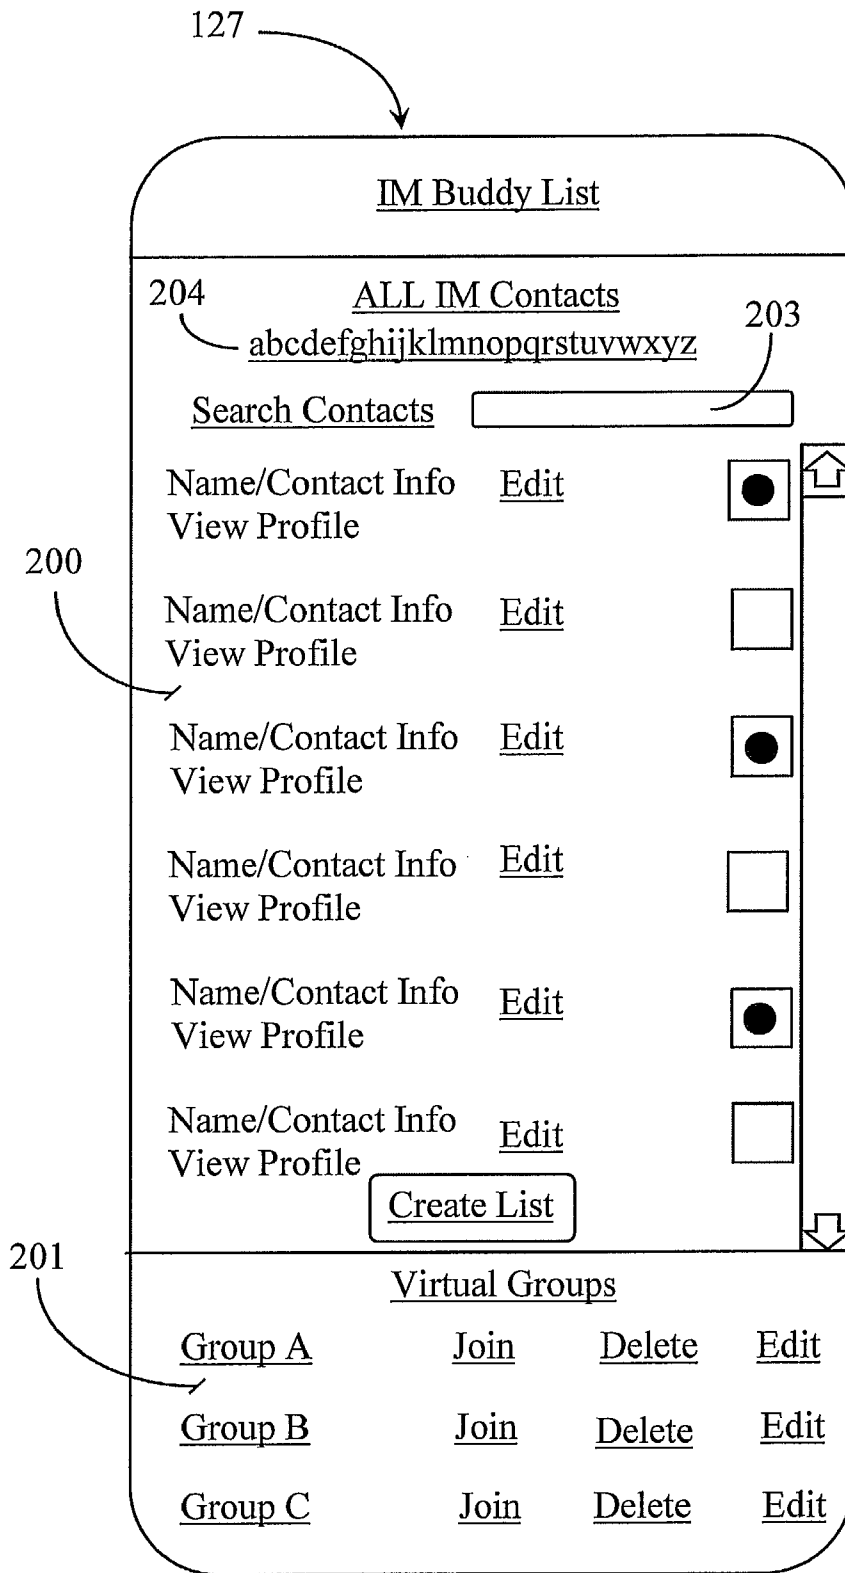 127
IM Buddy List
204
ALL IM Contacts
abcdefghijklmnopqrstuvwxyz
203
Search Contacts
Name/Contact Info Edit
View Profile
200
Name/Contact Info Edit
View Profile
Name/Contact Info Edit
View Profile
Name/Contact Info Edit
View Profile
Name/Contact Info Edit
View Profile
Name/Contact Info Edit
View Profile
Create List
201
Virtual Groups
Group A Join Delete Edit
Group B Join Delete Edit
Group C Join Delete Edit